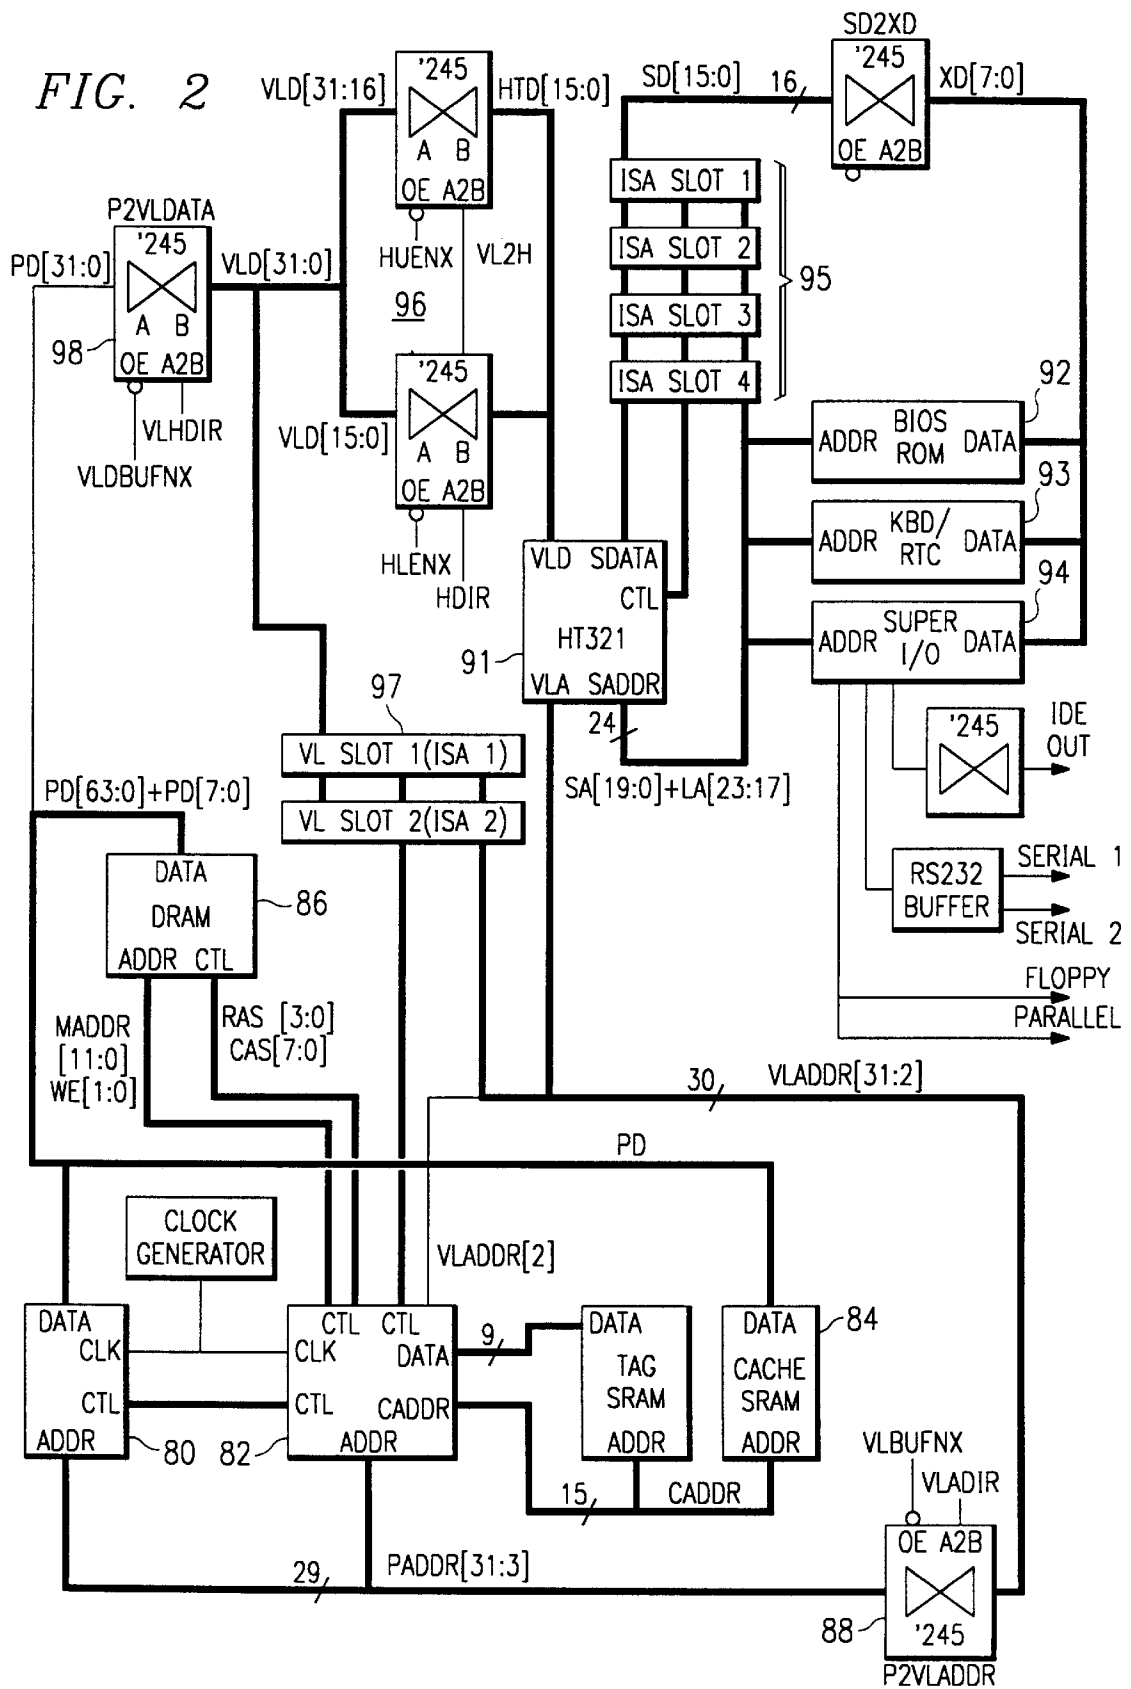 FIG. 2
SD2XD
'245
OE A2B
SD[15:0]
16
XD[7:0]
VLD[31:16]
'245
A B
OE A2B
HTD[15:0]
HUENX
VL2H
96
P2VLDATA
PD[31:0]
'245
A B
OE A2B
98
VLD[31:0]
VLHDIR
VLDBUFNX
VLD[15:0]
'245
A B
OE A2B
HLENX
HDIR
ISA SLOT 1
ISA SLOT 2
ISA SLOT 3
ISA SLOT 4
95
92
ADDR BIOS ROM DATA
93
ADDR KBD/ RTC DATA
94
ADDR SUPER I/O DATA
VLD SDATA
CTL
HT321
VLA SADDR
91
24
SA[19:0]+LA[23:17]
'245
IDE
OUT
RS232
BUFFER
SERIAL 1
SERIAL 2
FLOPPY
PARALLEL
97
VL SLOT 1(ISA 1)
VL SLOT 2(ISA 2)
PD[63:0]+PD[7:0]
DATA
DRAM
ADDR CTL
86
MADDR
[11:0]
WE[1:0]
RAS [3:0]
CAS[7:0]
30
VLADDR[31:2]
PD
CLOCK
GENERATOR
VLADDR[2]
DATA
CLK
CTL
ADDR
80
CTL CTL
CLK
DATA
CTL
CADDR
ADDR
82
9
DATA
TAG
SRAM
ADDR
DATA
CACHE
SRAM
ADDR
84
15
CADDR
29
PADDR[31:3]
VLBUFNX
VLADIR
OE A2B
'245
88
P2VLADDR